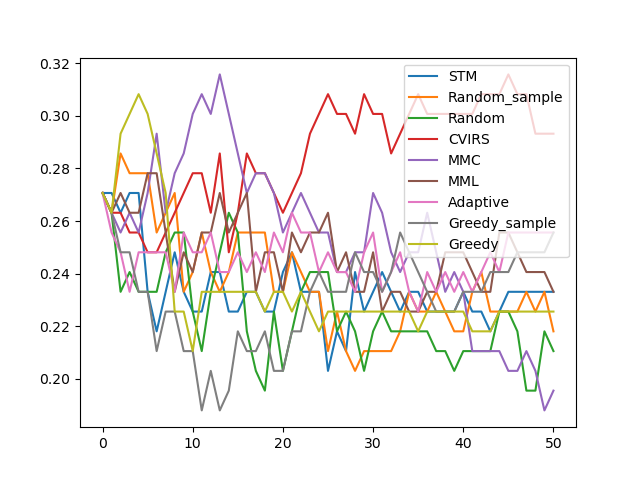 0.32
0.30
0.28
0.26
0.24
0.22
0.20
0 10 20 30 40 50
STM
Random_sample
Random
CVIRS
MMC
MML
Adaptive
Greedy_sample
Greedy